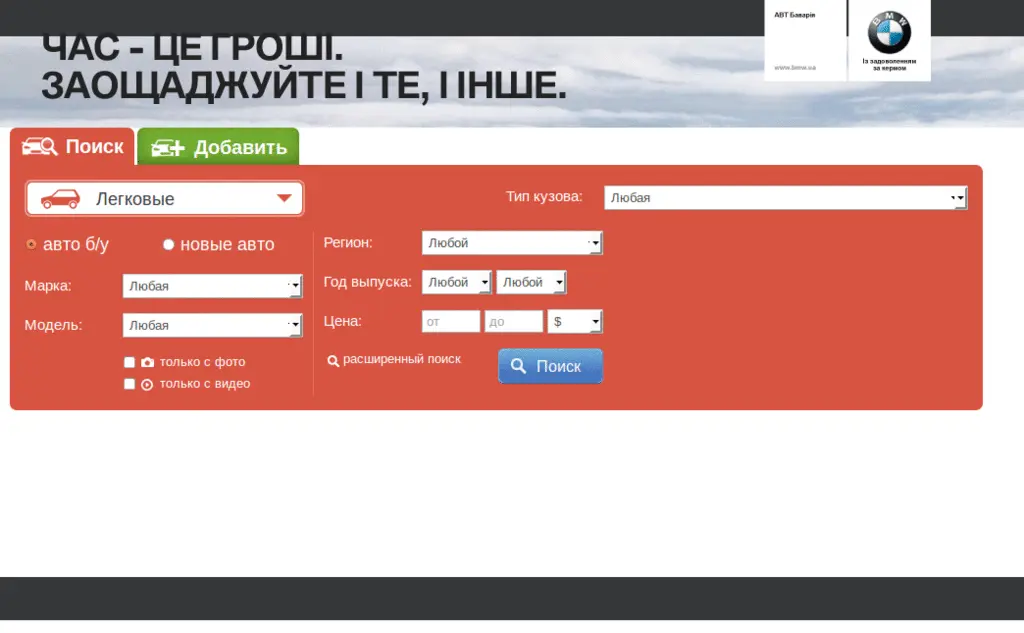 ЧАС - ЦЕ ГРОШІ.
ЗАОЩАДЖУЙТЕ І ТЕ, І ІНШЕ.
АВТ Баварія
www.bmw.ua
BMW
Із задоволенням
за кермом
Поиск
Добавить
Легковые
Тип кузова: Любая
авто б/у новые авто
Марка: Любая
Модель: Любая
только с фото
только с видео
Регион: Любой
Год выпуска: Любой Любой
Цена: от до $
расширенный поиск
Поиск